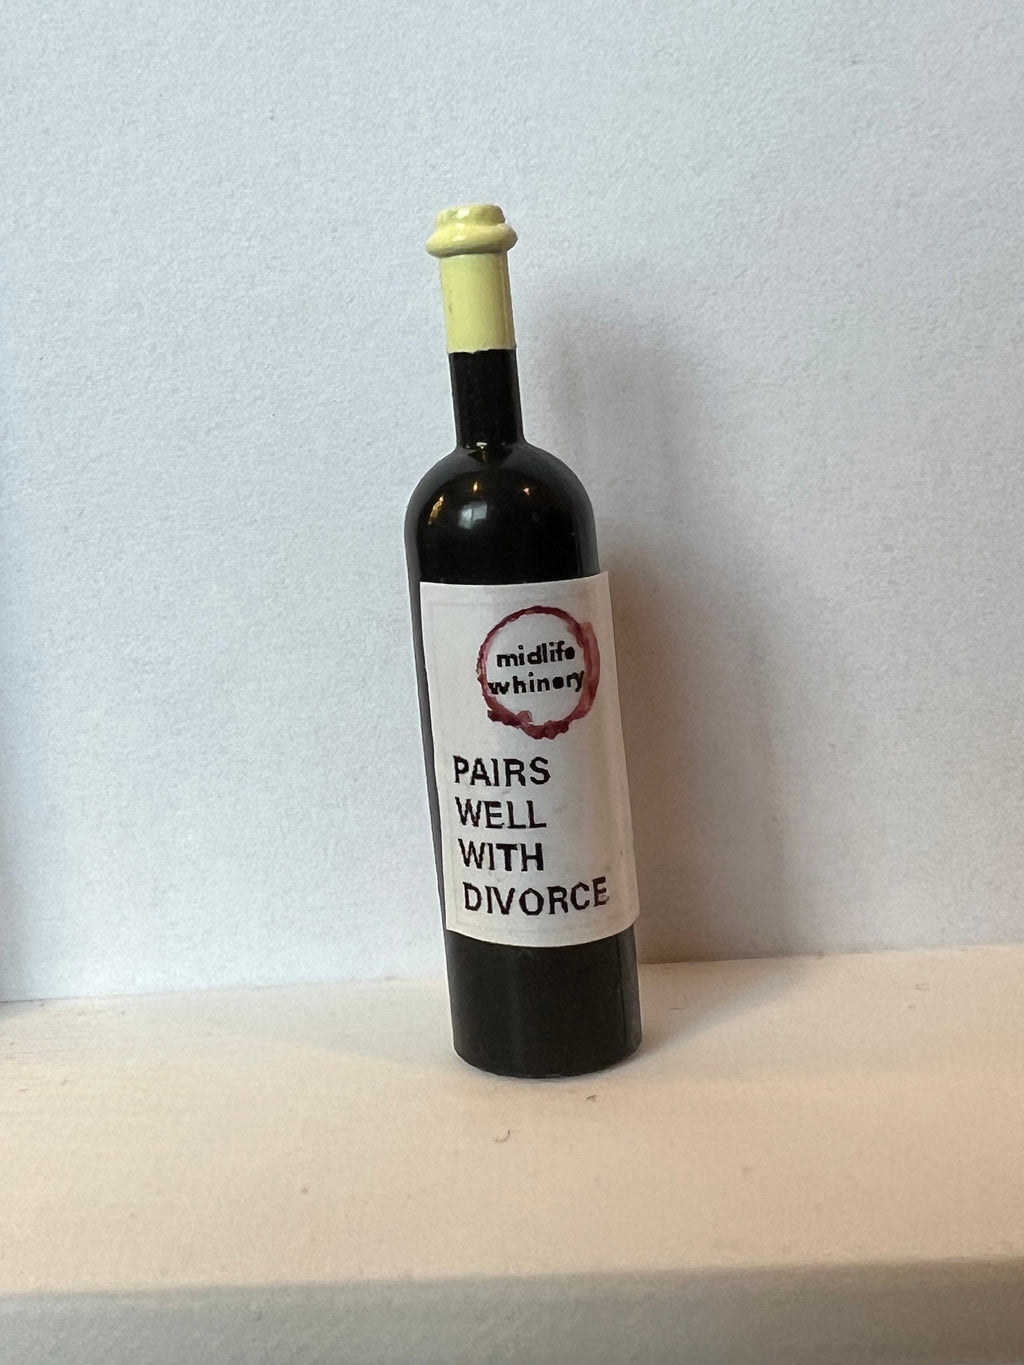 midlife
whinery
PAIRS
WELL
WITH
DIVORCE